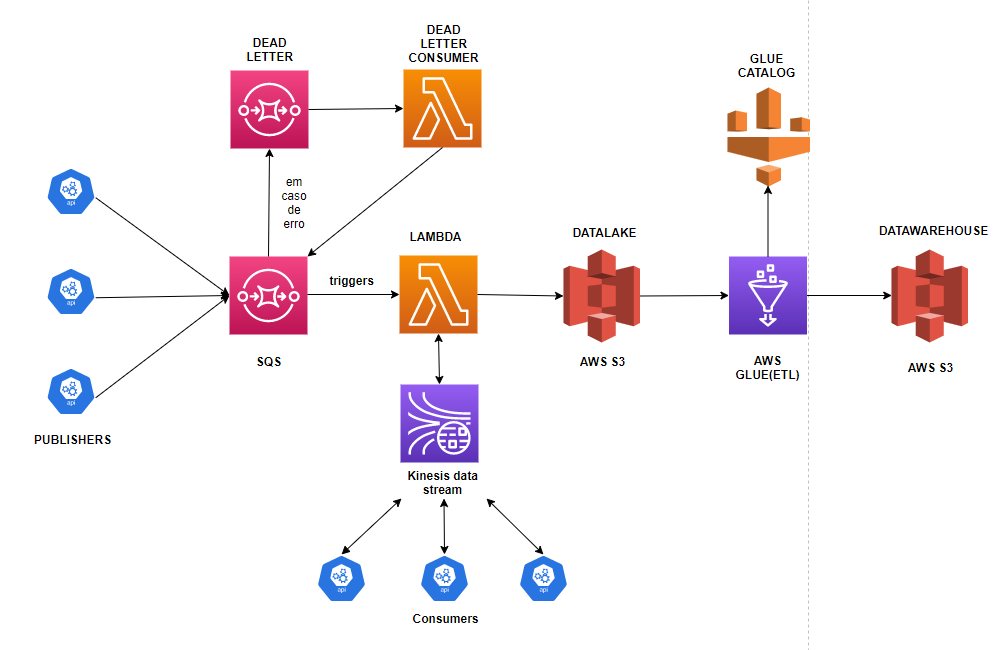 DEAD
LETTER
DEAD
LETTER
CONSUMER
GLUE
CATALOG
api
em
caso
de
erro
LAMBDA
DATALAKE
DATAWAREHOUSE
api
triggers
SQS
AWS S3
AWS
GLUE(ETL)
AWS S3
api
PUBLISHERS
Kinesis data
stream
api
api
api
Consumers